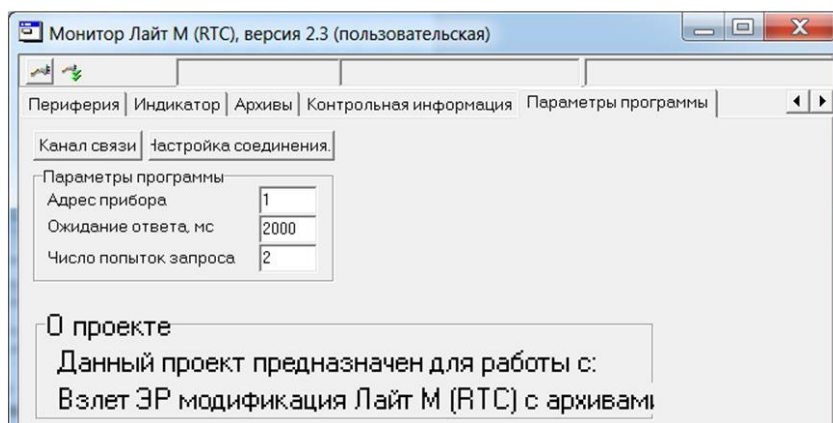 Монитор Лайт М (RTC), версия 2.3 (пользовательская)
Периферия Индикатор Архивы Контрольная информация Параметры программы
Канал связи Настройка соединения.
Параметры программы
Адрес прибора 1
Ожидание ответа, мс 2000
Число попыток запроса 2
О проекте
Данный проект предназначен для работы с:
Взлет ЭР модификация Лайт М (RTC) с архивами